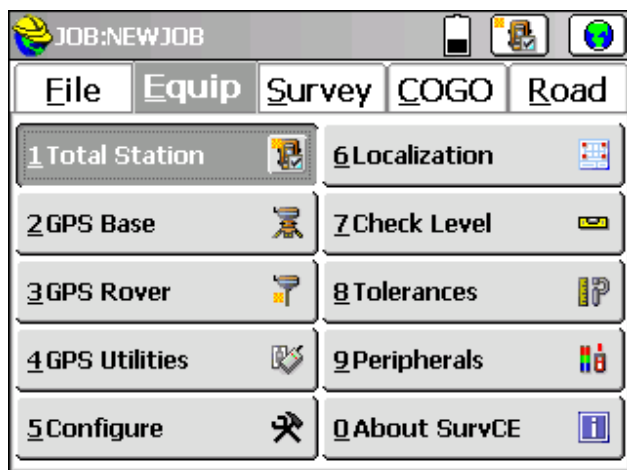 JOB:NEWJOB
File Equip Survey COGO Road
1 Total Station
6 Localization
2 GPS Base
7 Check Level
3 GPS Rover
8 Tolerances
4 GPS Utilities
9 Peripherals
5 Configure
0 About SurvCE